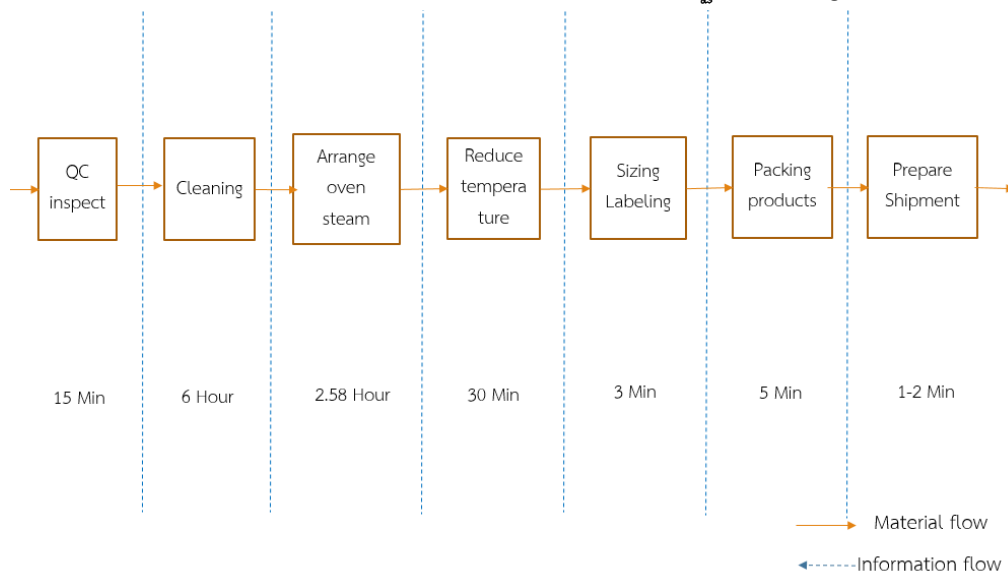 QC
inspect
Cleaning
Arrange
oven
steam
Reduce
tempera
ture
Sizing
Labeling
Packing
products
Prepare
Shipment
15 Min
6 Hour
2.58 Hour
30 Min
3 Min
5 Min
1-2 Min
Material flow
Information flow